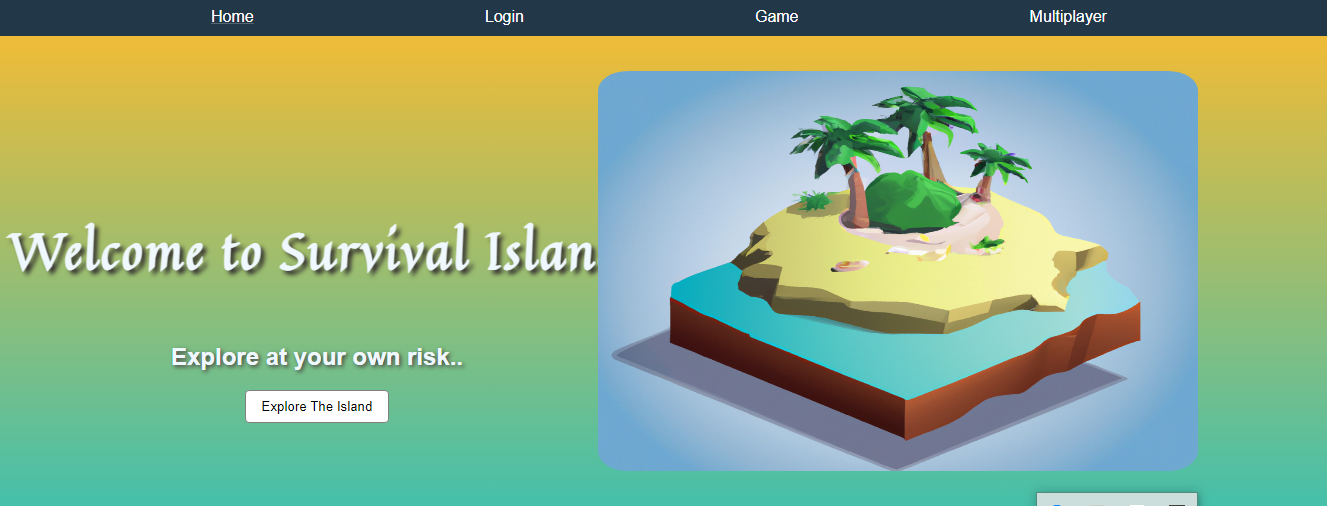 Home Login Game Multiplayer
Welcome to Survival Islan
Explore at your own risk..
Explore The Island